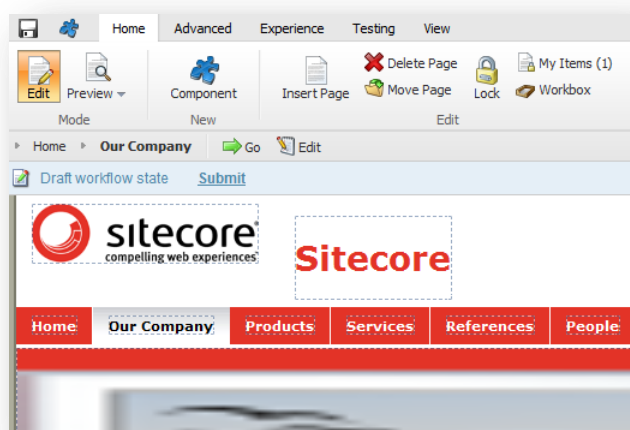 Home Advanced Experience Testing View
Edit Preview Component Insert Page Delete Page Move Page Lock My Items (1) Workbox
Mode New Edit
Home Our Company Go Edit
Draft workflow state Submit
sitecore
compelling web experiences
Sitecore
Home Our Company Products Services References People